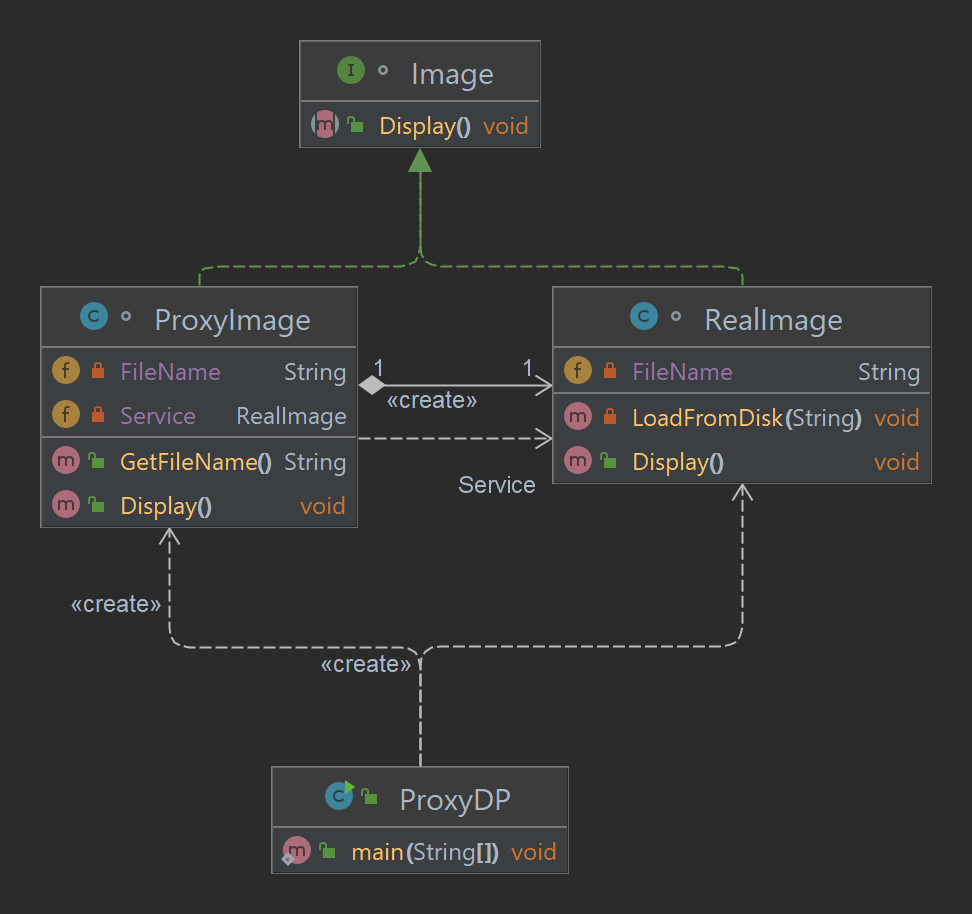 Image
Display() void
ProxyImage
FileName String
Service RealImage
GetFileName() String
Display() void
1 1
«create»
Service
RealImage
FileName String
LoadFromDisk(String) void
Display() void
«create»
«create»
ProxyDP
main(String[]) void